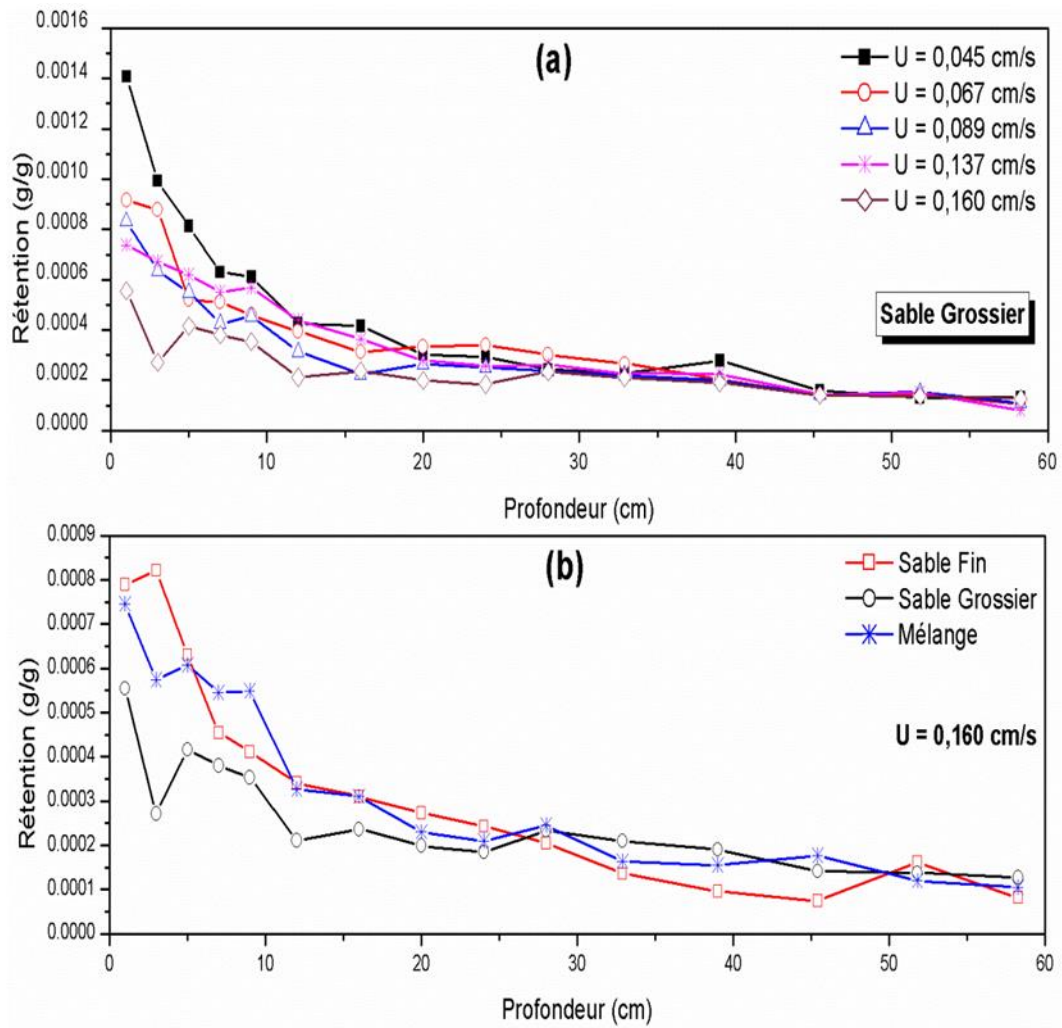 0.0016
0.0014
0.0012
0.0010
0.0008
0.0006
0.0004
0.0002
0.0000
Rétention (g/g)
(a)
U = 0,045 cm/s
U = 0,067 cm/s
U = 0,089 cm/s
U = 0,137 cm/s
U = 0,160 cm/s
Sable Grossier
0 10 20 30 40 50 60
Profondeur (cm)
0.0009
0.0008
0.0007
0.0006
0.0005
0.0004
0.0003
0.0002
0.0001
0.0000
Rétention (g/g)
(b)
Sable Fin
Sable Grossier
Mélange
U = 0,160 cm/s
0 10 20 30 40 50 60
Profondeur (cm)